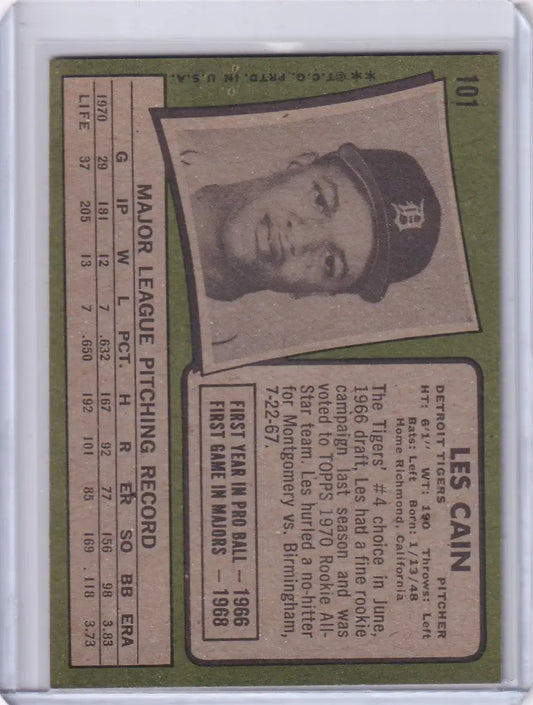 101
**©T.C.G. PRTD. IN U.S.A.
LES CAIN
PITCHER
DETROIT TIGERS
HT: 6'1" WT: 190 Throws: Left
Bats: Left Born: 1/13/48
Home Richmond, California
The Tigers' #4 choice in June,
1966 draft, Les had a fine rookie
campaign last season and was
voted to TOPPS 1970 Rookie All-
Star team. Les hurled a no-hitter
for Montgomery vs. Birmingham,
7-22-67.
FIRST YEAR IN PRO BALL — 1966
FIRST GAME IN MAJORS — 1968
MAJOR LEAGUE PITCHING RECORD
G IP W L PCT. H R ER SO BB ERA
1970 29 181 12 7 .632 167 92 77 156 98 3.83
LIFE 37 205 13 7 .650 192 101 85 169 118 3.73